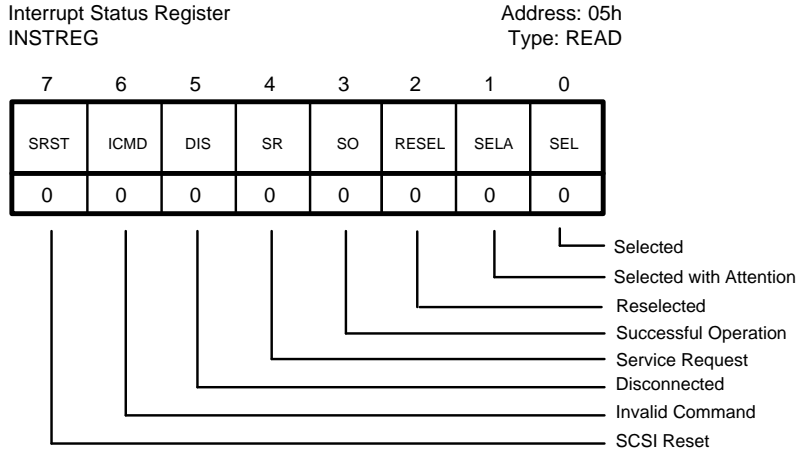 Interrupt Status Register Address: 05h
INSTREG Type: READ
7 6 5 4 3 2 1 0
SRST ICMD DIS SR SO RESEL SELA SEL
0 0 0 0 0 0 0 0
Selected
Selected with Attention
Reselected
Successful Operation
Service Request
Disconnected
Invalid Command
SCSI Reset